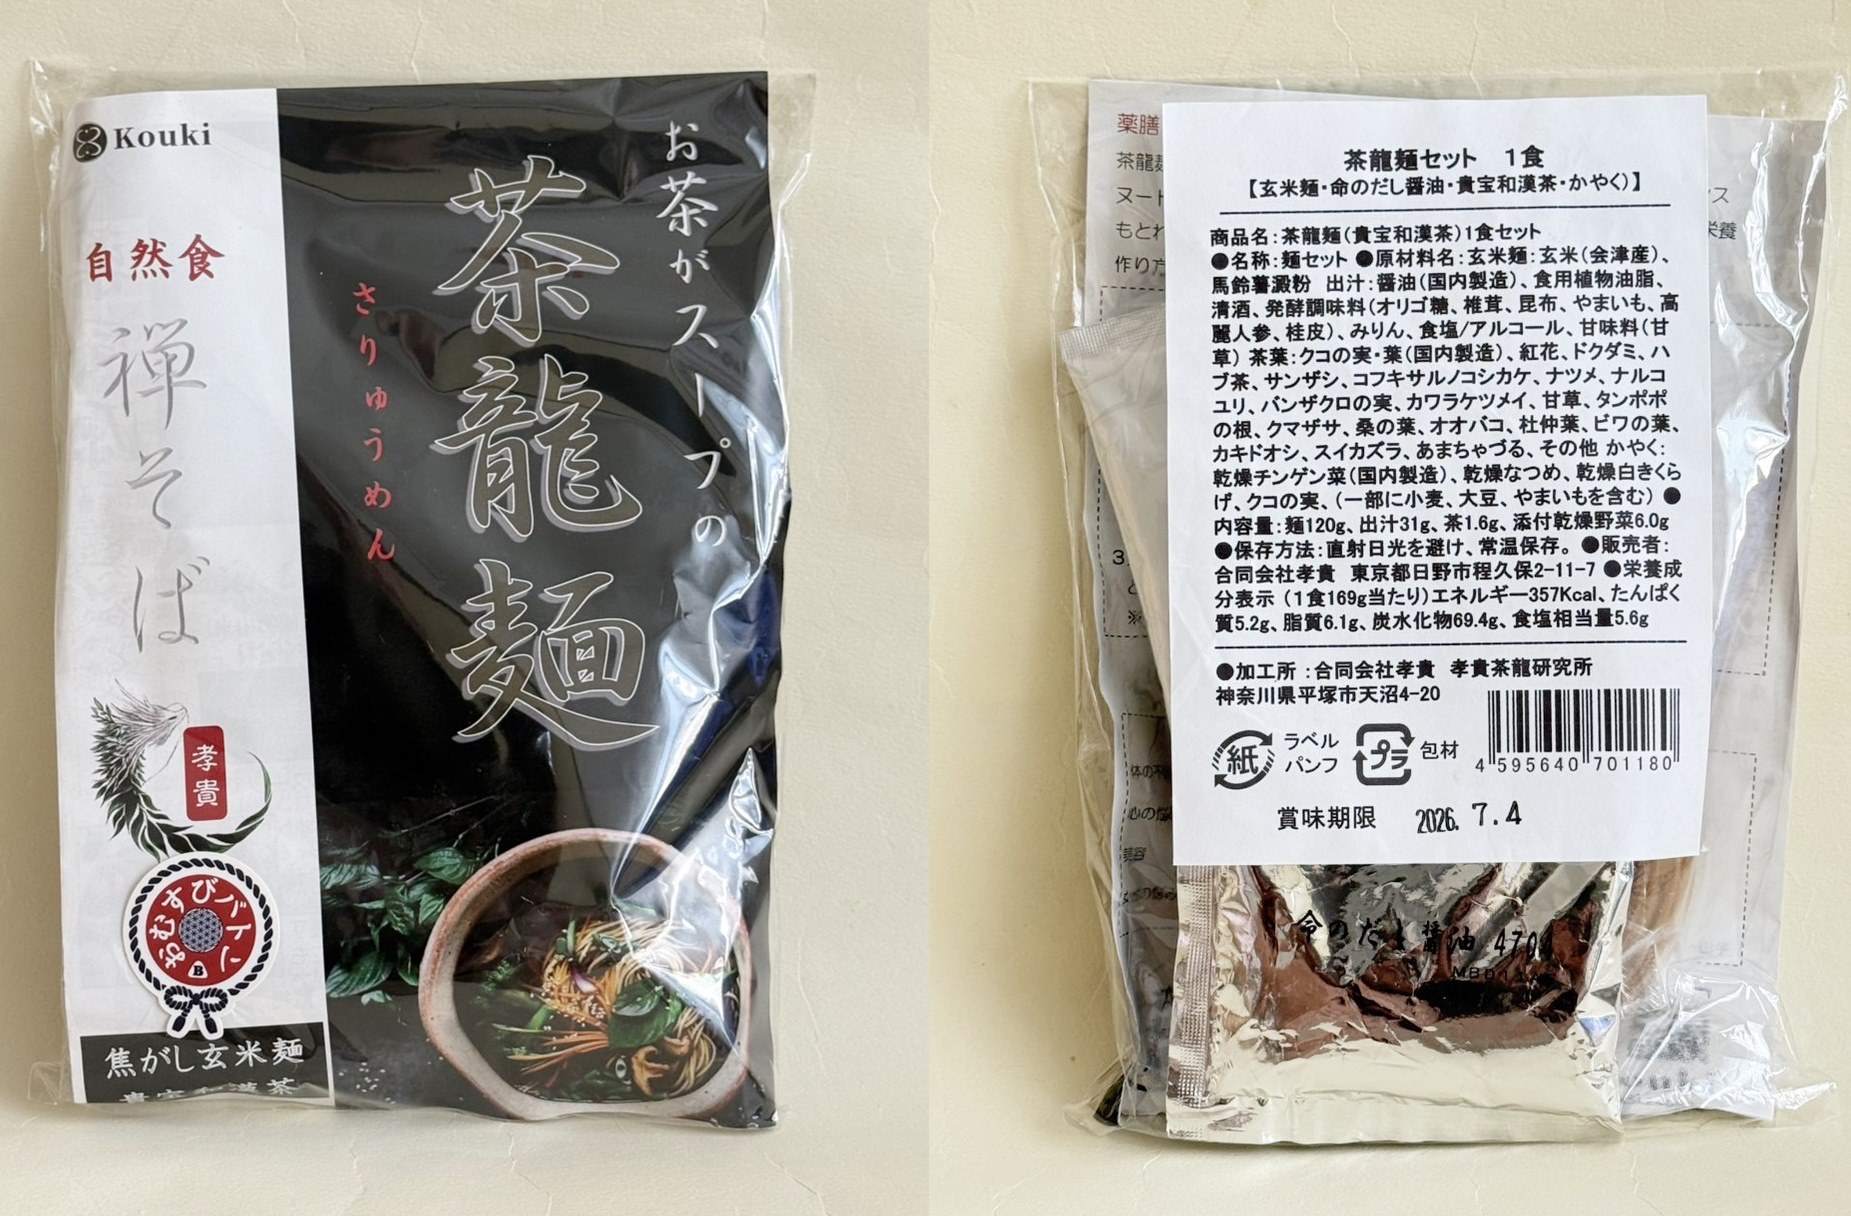 Kouki
自然食
禅そば
孝貴
むすびバトに
B
焦がし玄米麺
お茶がスープの
茶龍麺
さりゅうめん
薬膳
ヌード
もとれ
作り方
茶龍麺セット 1食
【玄米麺・命のだし醤油・貴宝和漢茶・かやく)】
商品名:茶龍麺(貴宝和漢茶)1食セット
●名称:麺セット ●原材料名:玄米麺:玄米(会津産)、
馬鈴薯澱粉 出汁:醤油(国内製造)、食用植物油脂、
清酒、発酵調味料(オリゴ糖、椎茸、昆布、やまいも、高
麗人参、桂皮)、みりん、食塩/アルコール、甘味料(甘
草) 茶葉:クコの実・葉(国内製造)、紅花、ドクダミ、ハ
ブ茶、サンザシ、コフキサルノコシカケ、ナツメ、ナルコ
ユリ、バンザクロの実、カワラケツメイ、甘草、タンポポ
の根、クマザサ、桑の葉、オオバコ、杜仲葉、ビワの葉、
カキドオシ、スイカズラ、あまちゃづる、その他 かやく:
乾燥チンゲン菜(国内製造)、乾燥なつめ、乾燥白きくら
げ、クコの実、(一部に小麦、大豆、やまいもを含む) ●
内容量:麺120g、出汁31g、茶1.6g、添付乾燥野菜6.0g
●保存方法:直射日光を避け、常温保存。 ●販売者:
合同会社孝貴 東京都日野市程久保2-11-7 ●栄養成
分表示 (1食169g当たり)エネルギー357Kcal、たんぱく
質5.2g、脂質6.1g、炭水化物69.4g、食塩相当量5.6g
●加工所:合同会社孝貴 孝貴茶龍研究所
神奈川県平塚市天沼4-20
紙 ラベル
パンフ
プラ 包材
4 595640 701180
賞味期限 2026. 7.4
命のだし醤油 4704